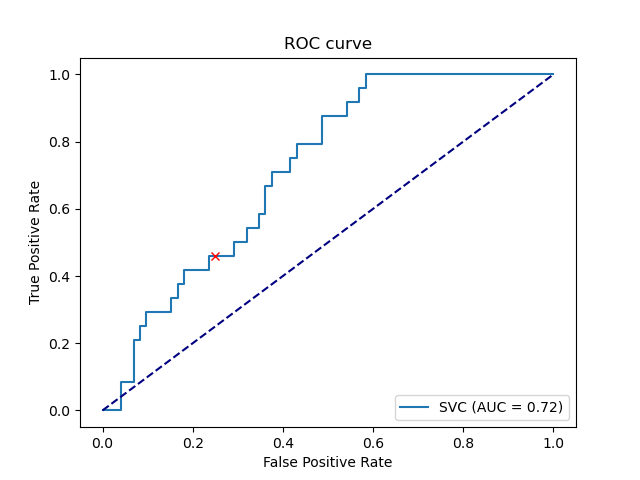 ROC curve
1.0
0.8
0.6
0.4
0.2
0.0
True Positive Rate
SVC (AUC = 0.72)
0.0 0.2 0.4 0.6 0.8 1.0
False Positive Rate